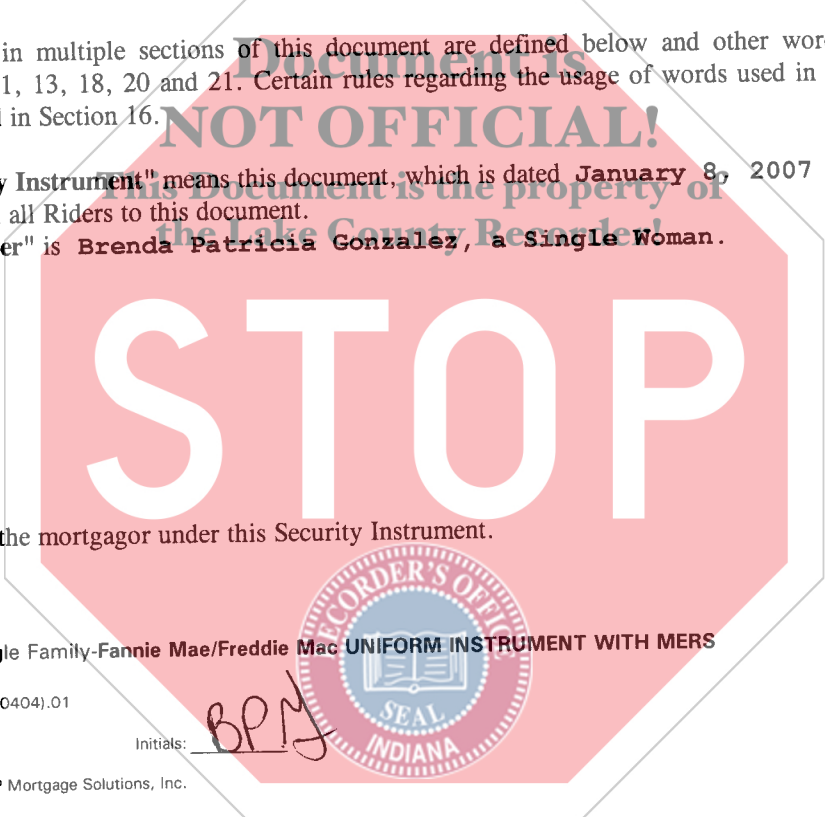 in multiple sections of this document are defined below and other
1, 13, 18, 20 and 21. Certain rules regarding the usage of words used in
in Section 16.
Document is
NOT OFFICIAL!
This Document is the property of
the Lake County Recorder!
Instrument" means this document, which is dated January 8, 2007
all Riders to this document.
er" is Brenda Patricia Gonzalez, a Single Woman.
STOP
the mortgagor under this Security Instrument.
RECORDER'S OFFICE
SEAL
INDIANA
gle Family-Fannie Mae/Freddie Mac UNIFORM INSTRUMENT WITH MERS
0404).01
Initials: BPG
Mortgage Solutions, Inc.